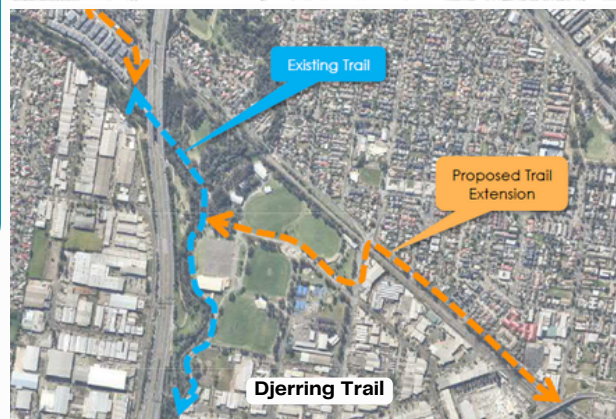 Existing Trail
Proposed Trail
Extension
Djerring Trail